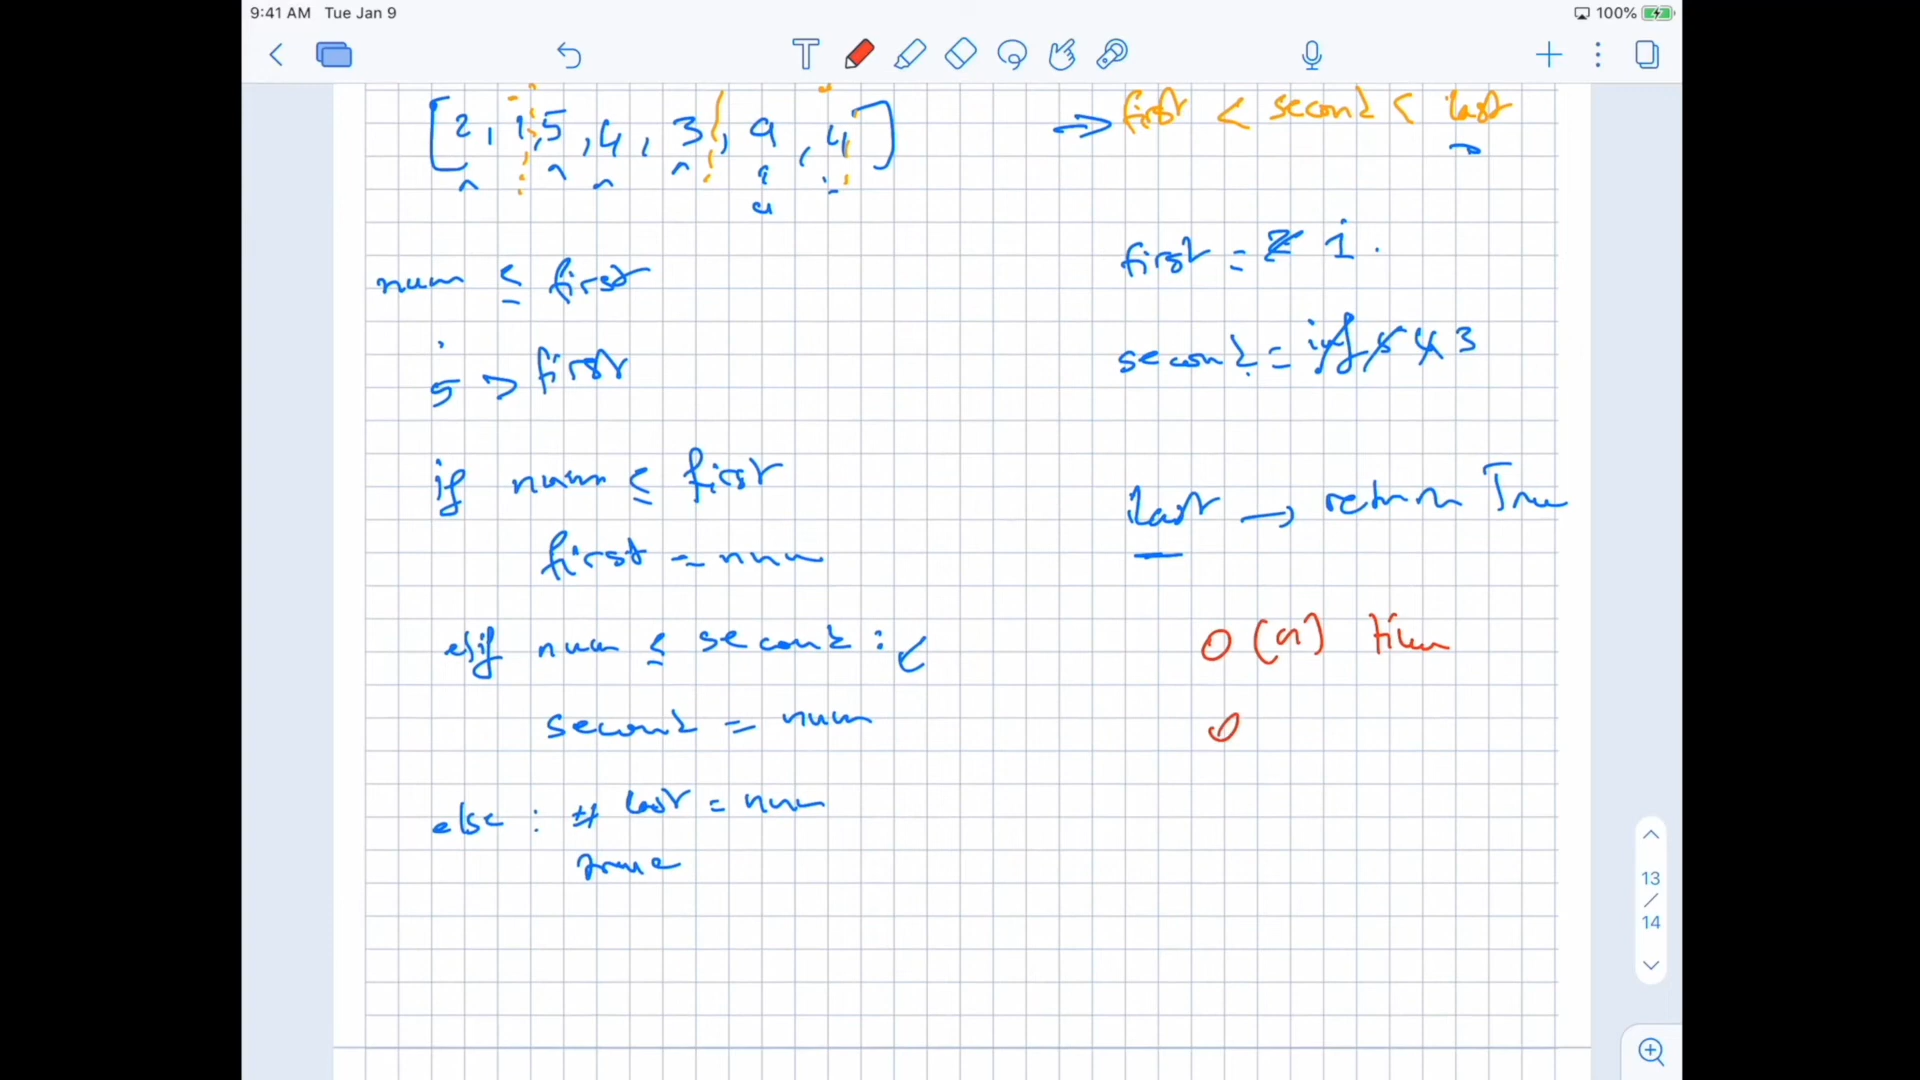 9:41 AM Tue Jan 9
100%
T
[2, 1, 5, 4, 3, 9, 4]
first < second < last
num ≤ first
first = 2 1.
5 > first
second = inf 5 4 3
if num ≤ first
first = num
last → return True
elif num ≤ second :
second = num
O (n) time
O
else : # last = num
true
13
/
14